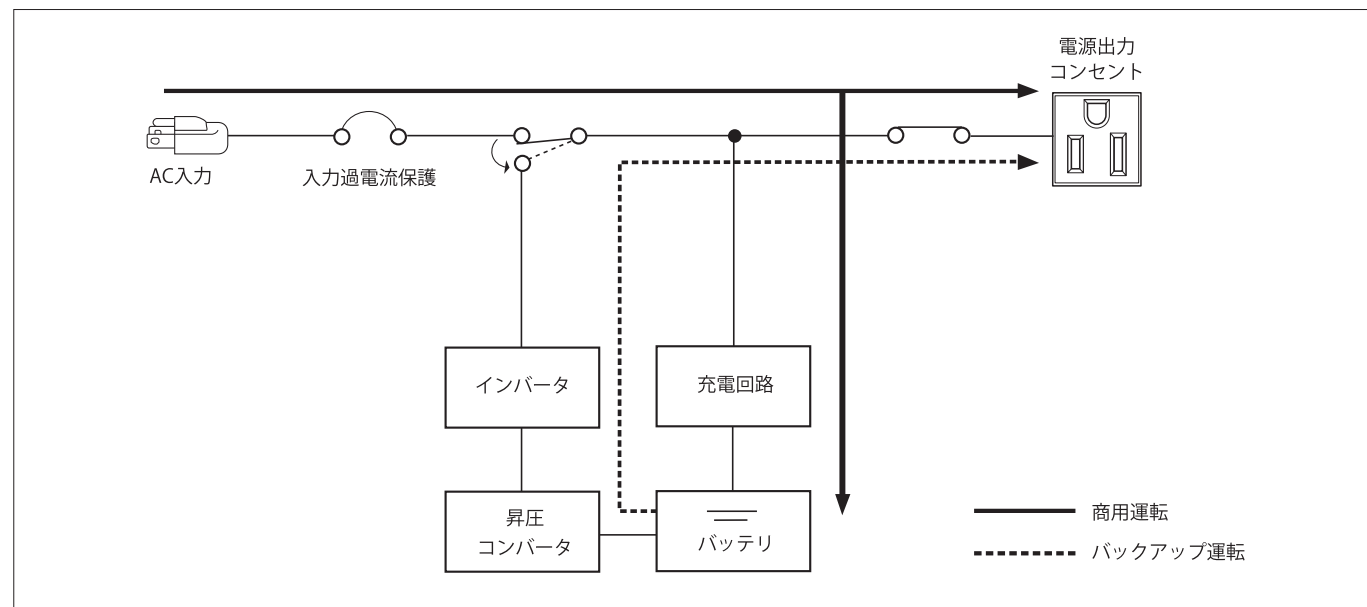 電源出力
コンセント
AC入力
入力過電流保護
インバータ
充電回路
昇圧
コンバータ
バッテリ
商用運転
バックアップ運転